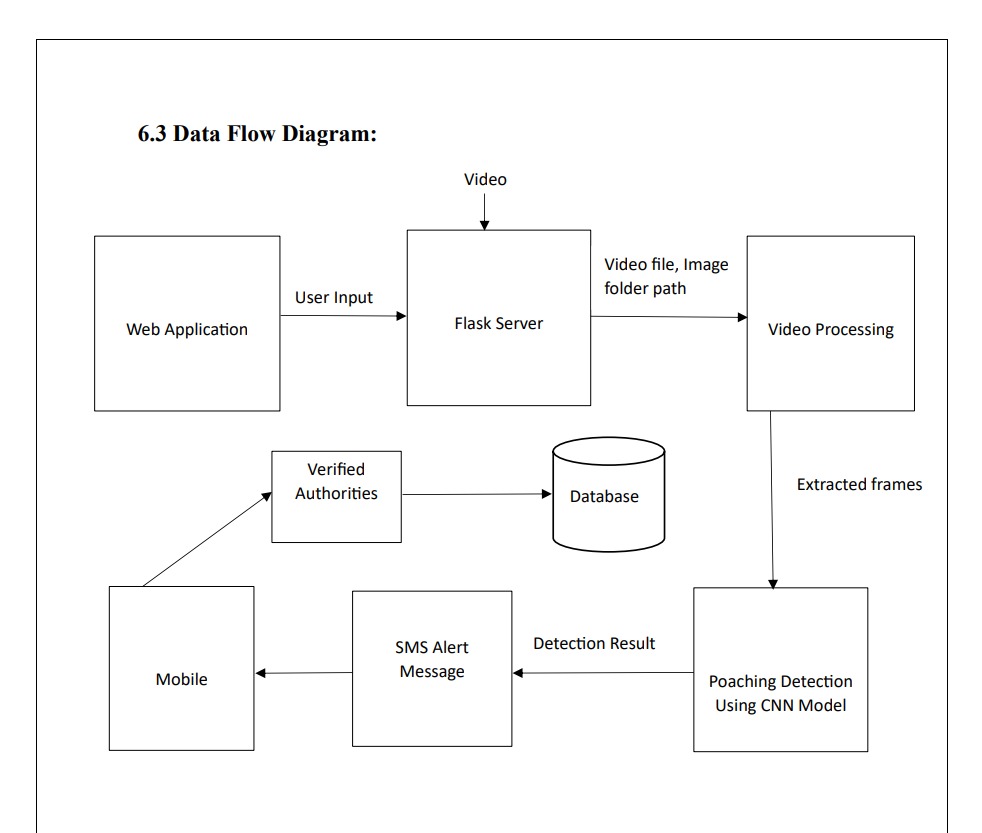 6.3 Data Flow Diagram:
Video
Web Application
User Input
Flask Server
Video file, Image
folder path
Video Processing
Extracted frames
Verified
Authorities
Database
Mobile
SMS Alert
Message
Detection Result
Poaching Detection
Using CNN Model